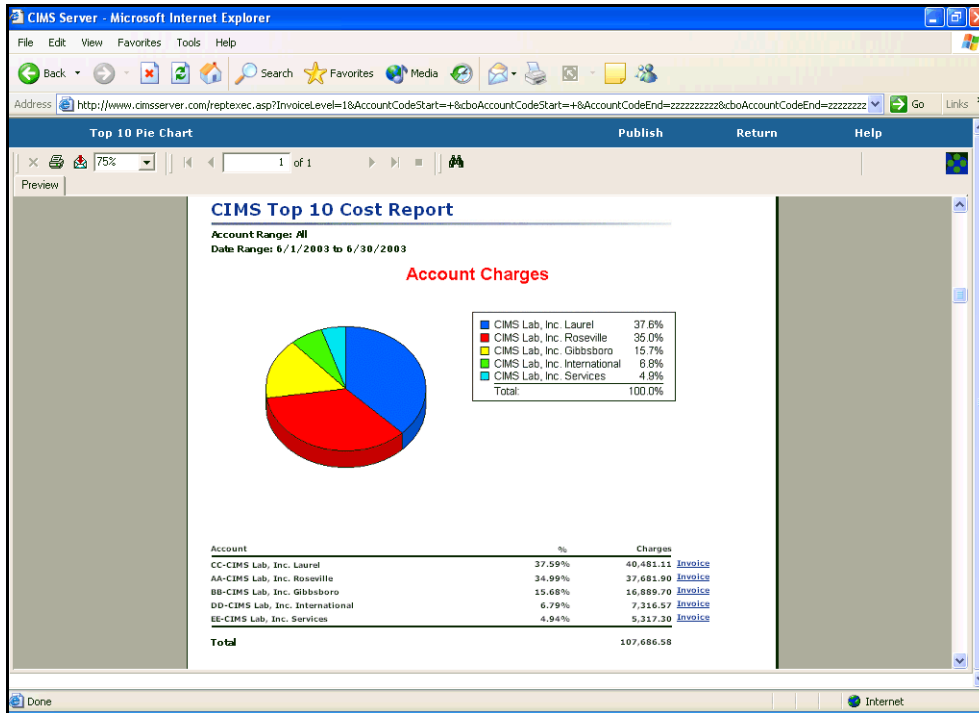 CIMS Server - Microsoft Internet Explorer
File Edit View Favorites Tools Help
Back Search Favorites Media
Address http://www.cimsserver.com/reptexec.asp?InvoiceLevel=1&AccountCodeStart=+&cboAccountCodeStart=+&AccountCodeEnd=zzzzzzzzzz&cboAccountCodeEnd=zzzzzzzz Go Links
Top 10 Pie Chart Publish Return Help
75% 1 of 1
Preview
CIMS Top 10 Cost Report
Account Range: All
Date Range: 6/1/2003 to 6/30/2003
Account Charges
CIMS Lab, Inc. Laurel 37.6%
CIMS Lab, Inc. Roseville 35.0%
CIMS Lab, Inc. Gibbsboro 15.7%
CIMS Lab, Inc. International 6.8%
CIMS Lab, Inc. Services 4.9%
Total: 100.0%
Account % Charges
CC-CIMS Lab, Inc. Laurel 37.59% 40,481.11 Invoice
AA-CIMS Lab, Inc. Roseville 34.99% 37,681.90 Invoice
BB-CIMS Lab, Inc. Gibbsboro 15.68% 16,889.70 Invoice
DD-CIMS Lab, Inc. International 6.79% 7,316.57 Invoice
EE-CIMS Lab, Inc. Services 4.94% 5,317.30 Invoice
Total 107,686.58
Done Internet